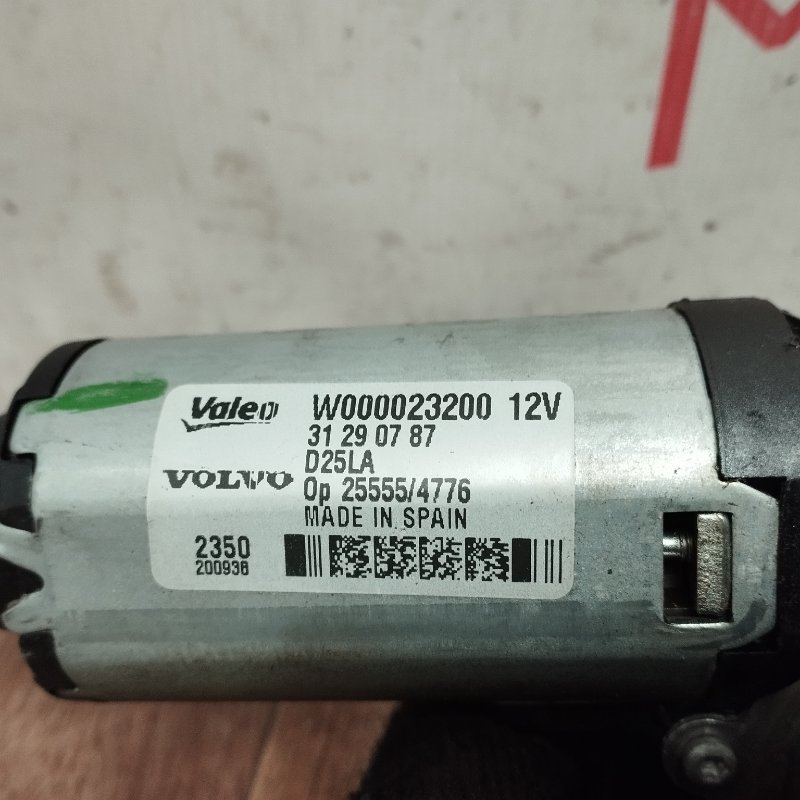 Valeo W000023200 12V
31 29 07 87
D25LA
VOLVO Op 25555/4776
MADE IN SPAIN
2350
200936